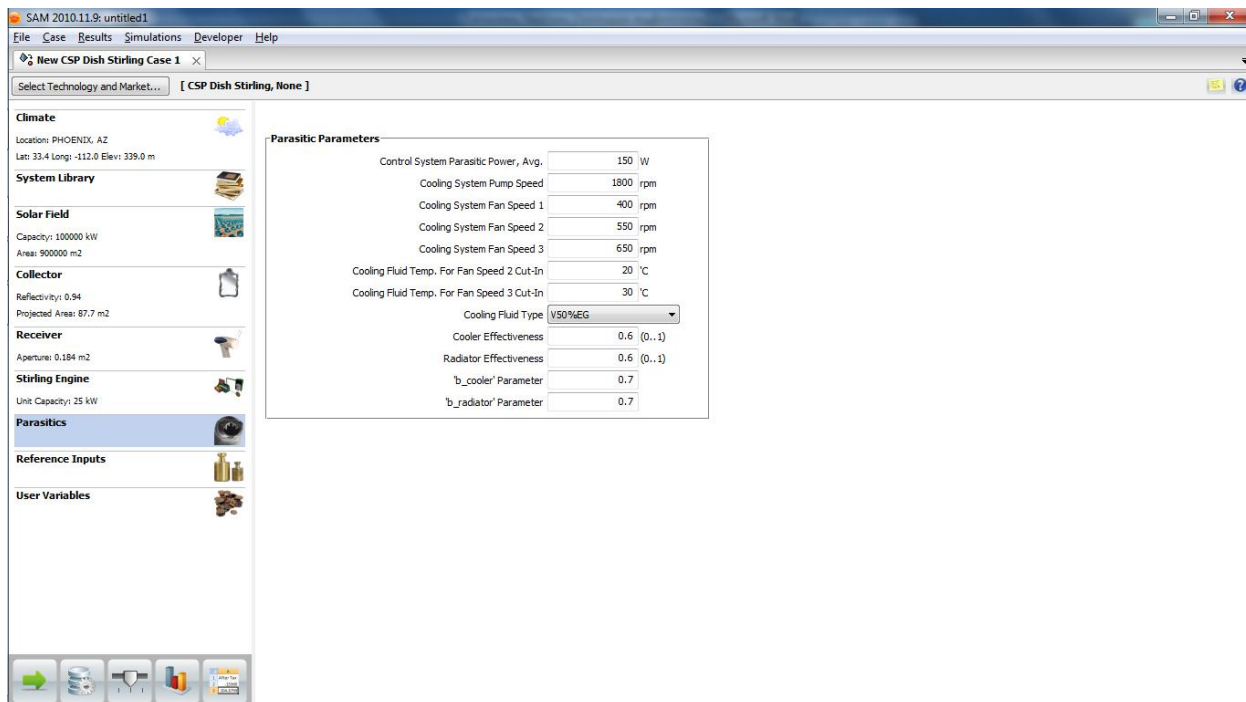 SAM 2010.11.9: untitled1
File Case Results Simulations Developer Help
New CSP Dish Stirling Case 1
Select Technology and Market... [ CSP Dish Stirling, None ]
Climate
Location: PHOENIX, AZ
Lat: 33.4 Long: -112.0 Elev: 339.0 m
System Library
Solar Field
Capacity: 100000 kW
Area: 900000 m2
Collector
Reflectivity: 0.94
Projected Area: 87.7 m2
Receiver
Aperture: 0.184 m2
Stirling Engine
Unit Capacity: 25 kW
Parasitics
Reference Inputs
User Variables
Parasitic Parameters
Control System Parasitic Power, Avg. 150 W
Cooling System Pump Speed 1800 rpm
Cooling System Fan Speed 1 400 rpm
Cooling System Fan Speed 2 550 rpm
Cooling System Fan Speed 3 650 rpm
Cooling Fluid Temp. For Fan Speed 2 Cut-In 20 'C
Cooling Fluid Temp. For Fan Speed 3 Cut-In 30 'C
Cooling Fluid Type V50%EG
Cooler Effectiveness 0.6 (0..1)
Radiator Effectiveness 0.6 (0..1)
'b_cooler' Parameter 0.7
'b_radiator' Parameter 0.7